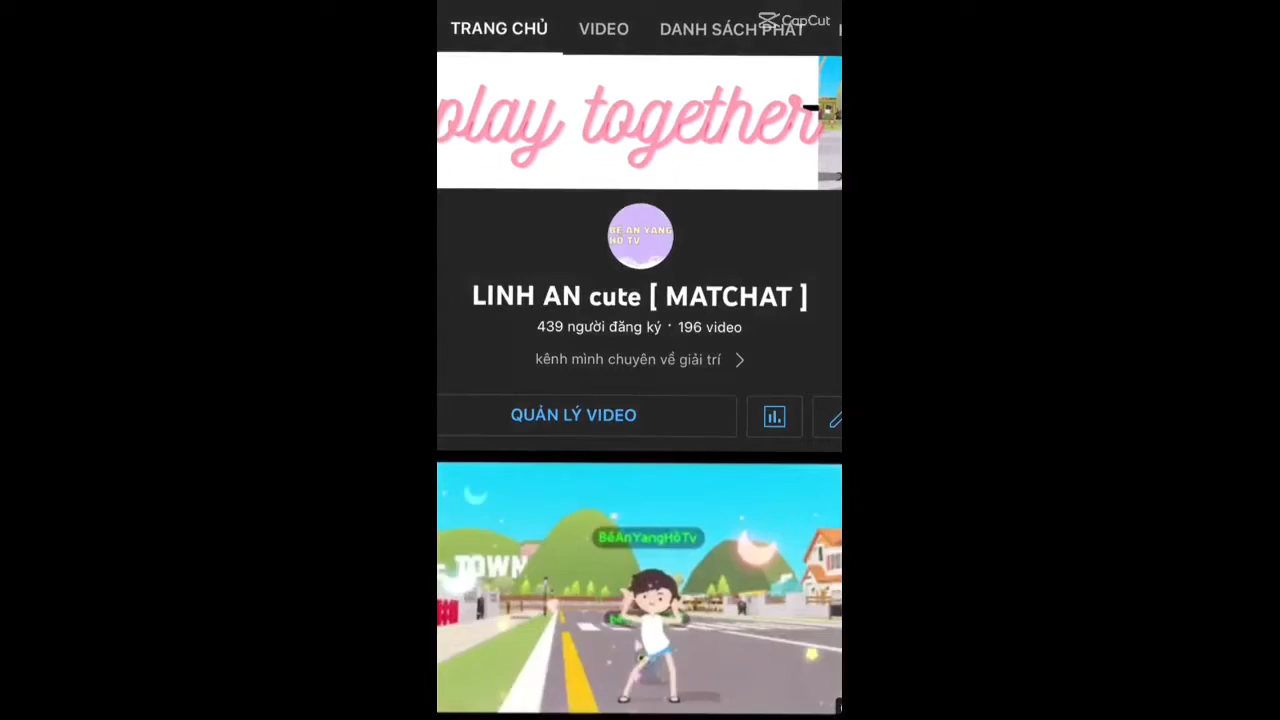 TRANG CHỦ VIDEO DANH SÁCH PHÁT
CapCut
play together
BÉ AN YANG
HÒ TV
LINH AN cute [ MATCHAT ]
439 người đăng ký · 196 video
kênh mình chuyên về giải trí
QUẢN LÝ VIDEO
BéAnYangHồTv
TOWN